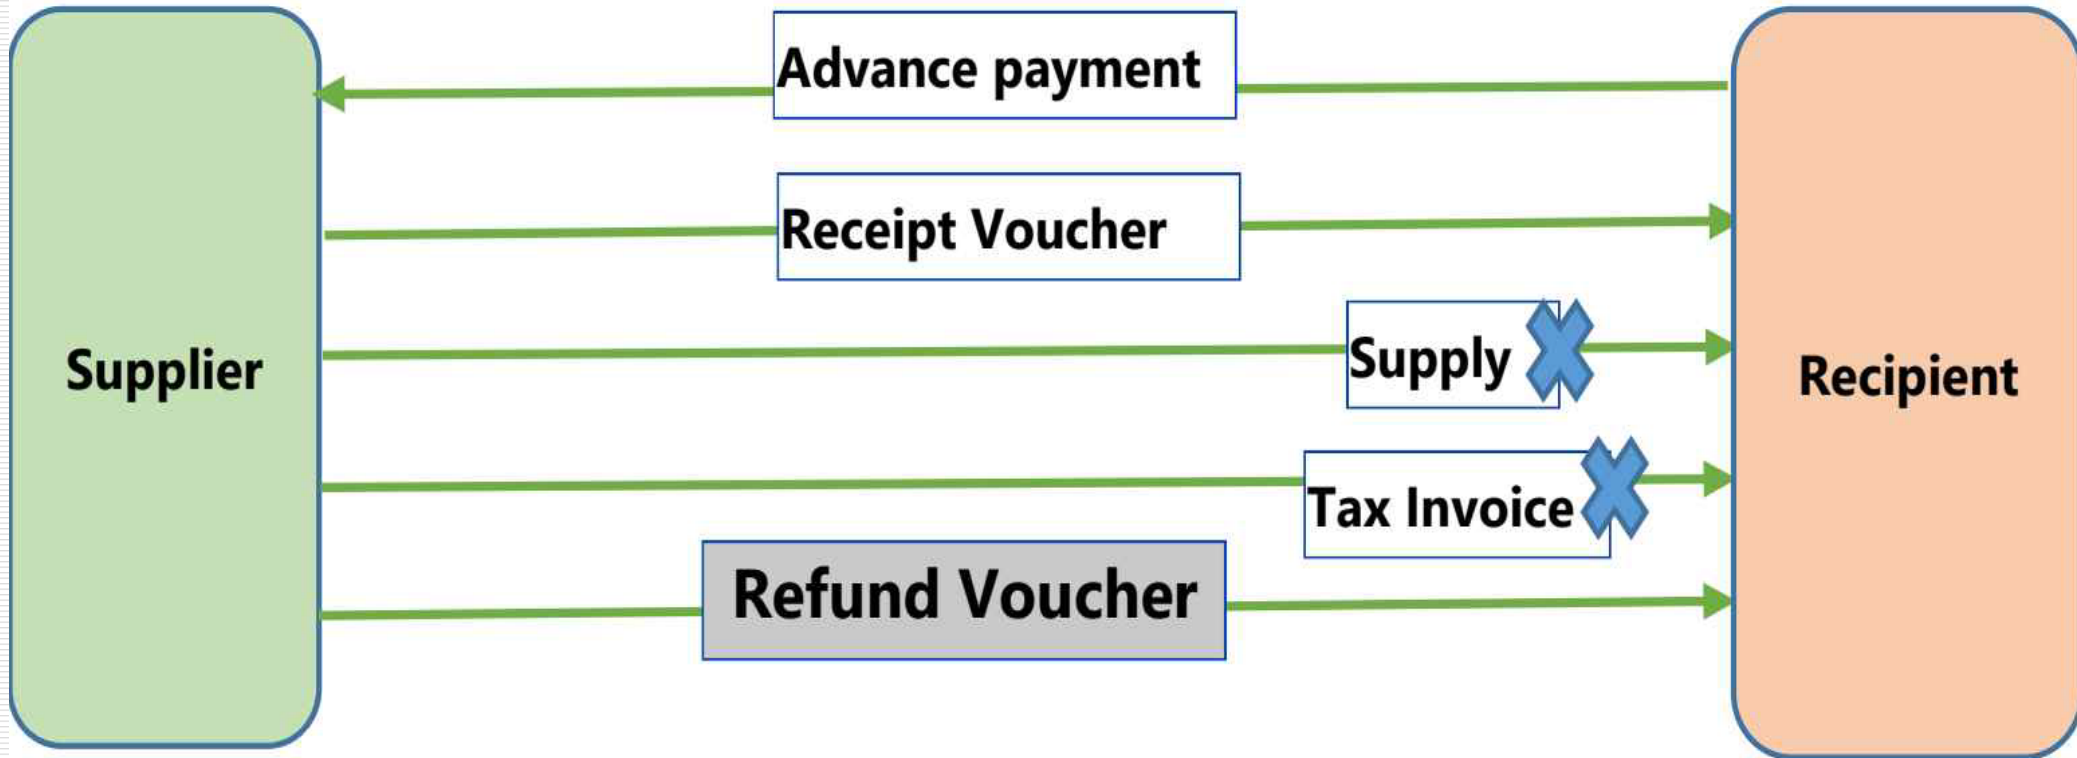 Advance payment
Receipt Voucher
Supply
Supplier
Recipient
Tax Invoice
Refund Voucher